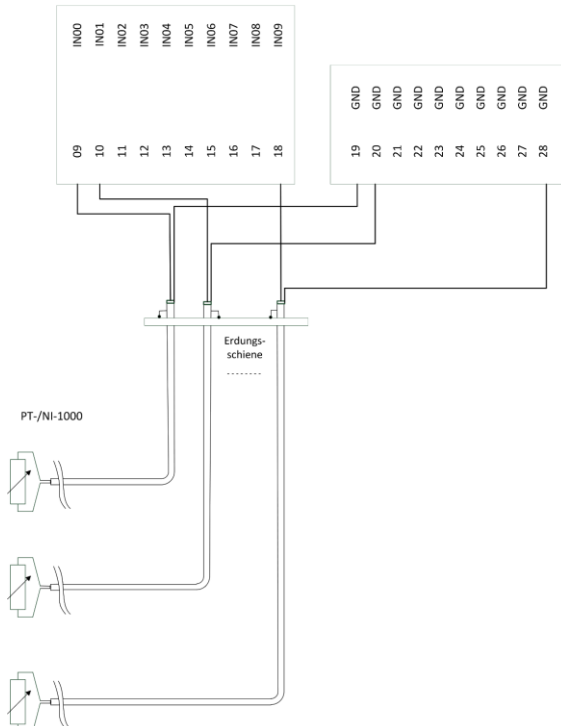 IN00 IN01 IN02 IN03 IN04 IN05 IN06 IN07 IN08 IN09
09 10 11 12 13 14 15 16 17 18
GND GND GND GND GND GND GND GND GND
19 20 21 22 23 24 25 26 27 28
Erdungs-
schiene
PT-/NI-1000